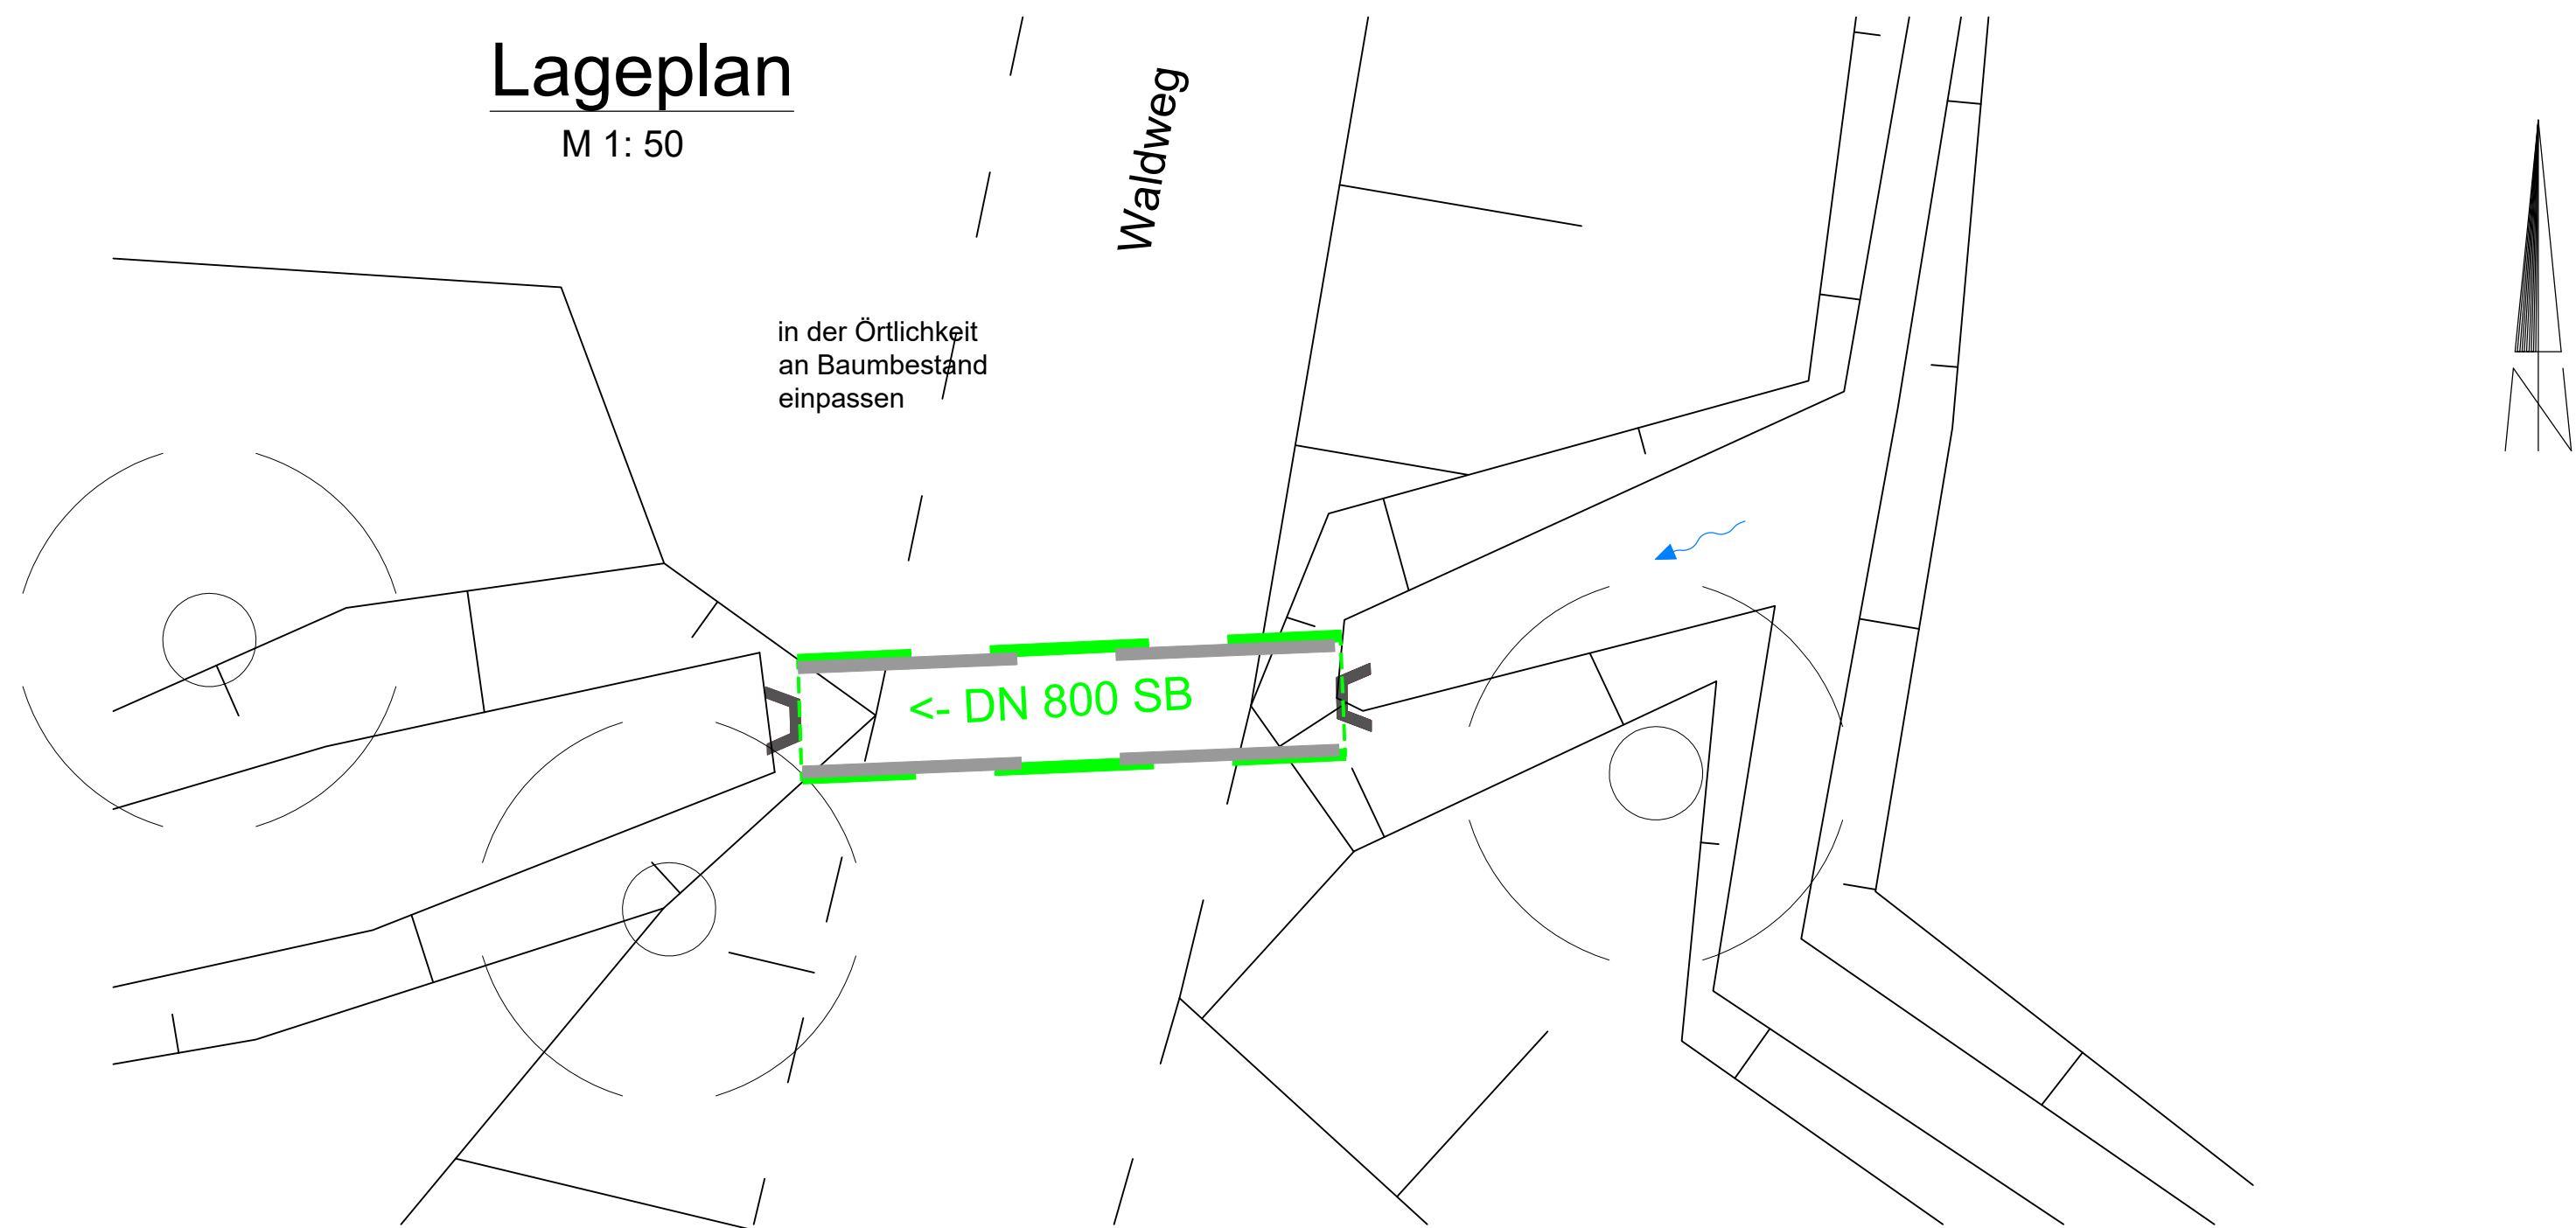 Lageplan
M 1: 50
Waldweg
in der Örtlichkeit
an Baumbestand
einpassen
<- DN 800 SB
N